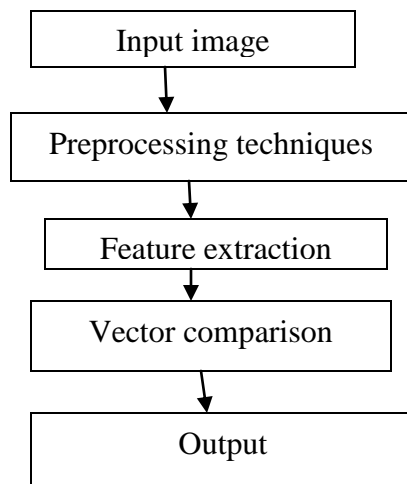 Input image
Preprocessing techniques
Feature extraction
Vector comparison
Output